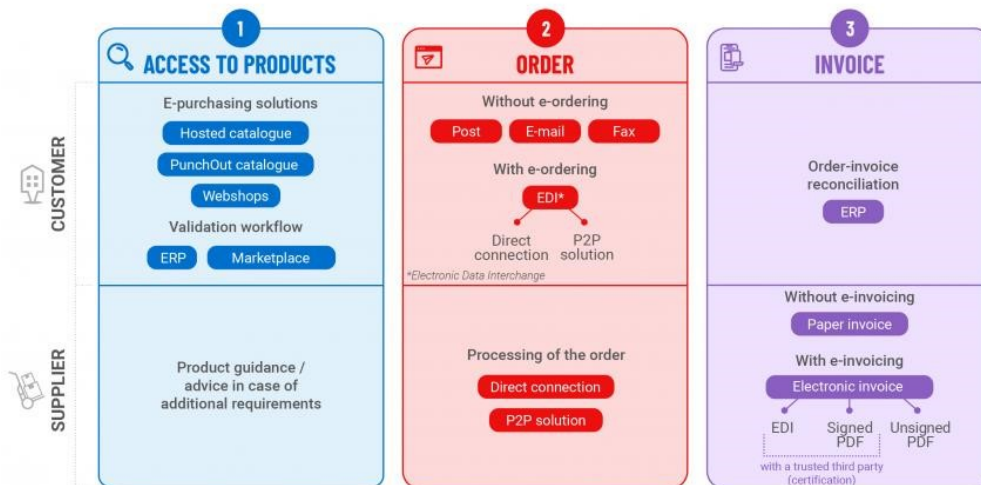 1
ACCESS TO PRODUCTS
CUSTOMER
E-purchasing solutions
Hosted catalogue
PunchOut catalogue
Webshops
Validation workflow
ERP
Marketplace
SUPPLIER
Product guidance /
advice in case of
additional requirements
2
ORDER
Without e-ordering
Post
E-mail
Fax
With e-ordering
EDI*
Direct
connection
P2P
solution
*Electronic Data Interchange
Processing of the order
Direct connection
P2P solution
3
INVOICE
Order-invoice
reconciliation
ERP
Without e-invoicing
Paper invoice
With e-invoicing
Electronic invoice
EDI
Signed
PDF
Unsigned
PDF
with a trusted third party
(certification)